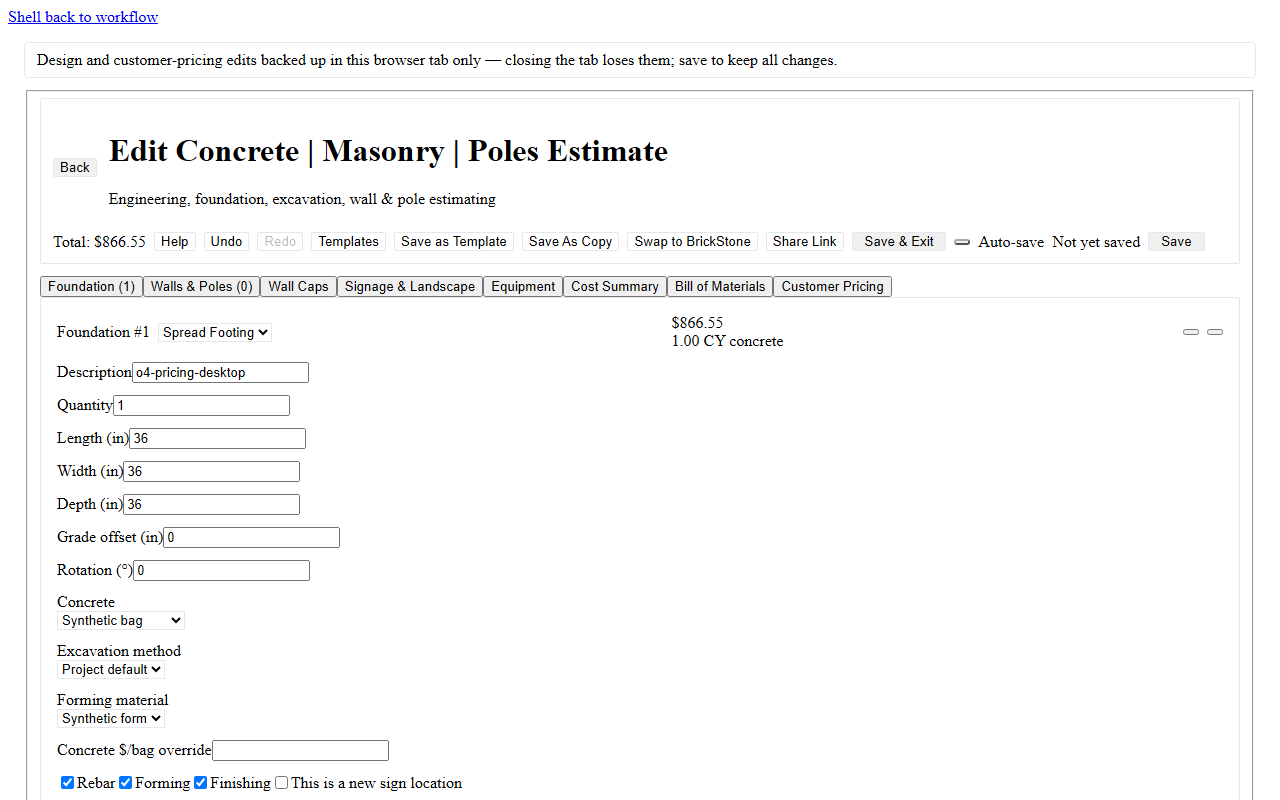 Shell back to workflow
Design and customer-pricing edits backed up in this browser tab only — closing the tab loses them; save to keep all changes.
Back
Edit Concrete | Masonry | Poles Estimate
Engineering, foundation, excavation, wall & pole estimating
Total: $866.55 Help Undo Redo Templates Save as Template Save As Copy Swap to BrickStone Share Link Save & Exit Auto-save Not yet saved Save
Foundation (1) Walls & Poles (0) Wall Caps Signage & Landscape Equipment Cost Summary Bill of Materials Customer Pricing
Foundation #1 Spread Footing
$866.55
1.00 CY concrete
Description o4-pricing-desktop
Quantity 1
Length (in) 36
Width (in) 36
Depth (in) 36
Grade offset (in) 0
Rotation (°) 0
Concrete
Synthetic bag
Excavation method
Project default
Forming material
Synthetic form
Concrete $/bag override
Rebar Forming Finishing This is a new sign location